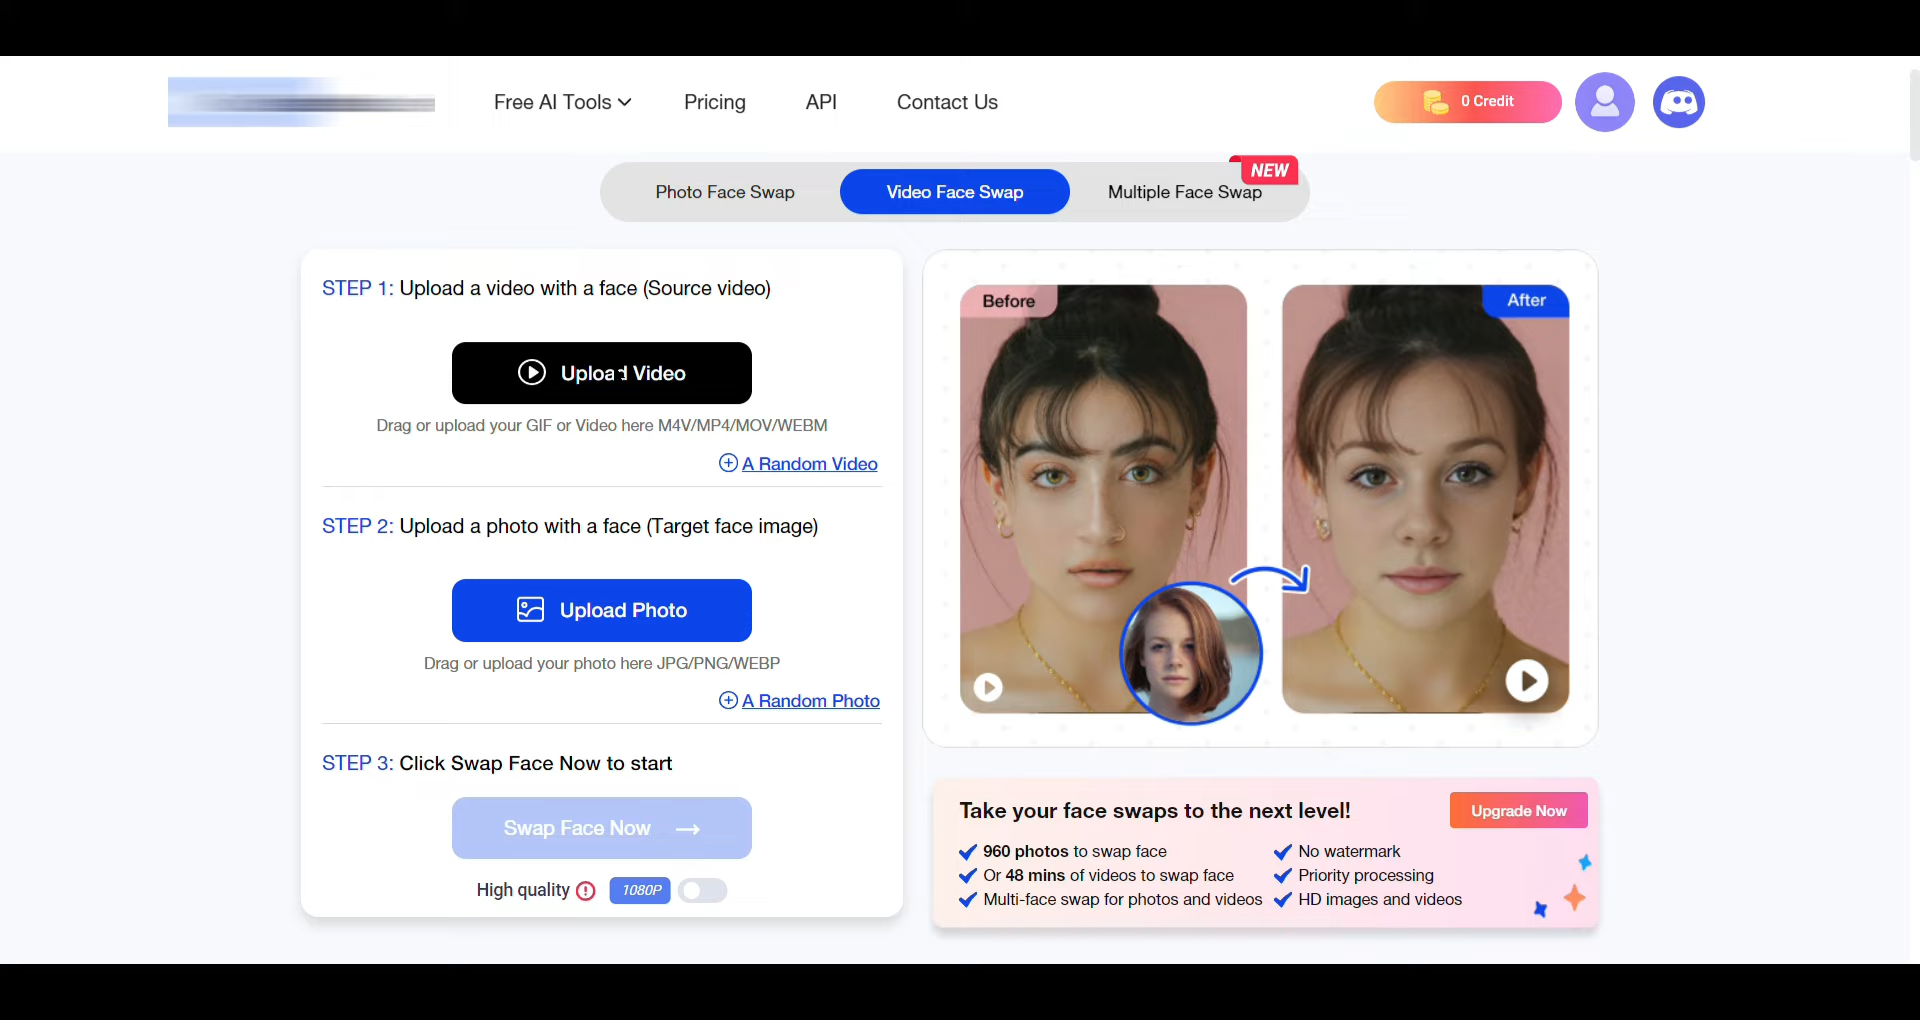 Free AI Tools
Pricing
API
Contact Us
0 Credit
Photo Face Swap
Video Face Swap
Multiple Face Swap
NEW
STEP 1: Upload a video with a face (Source video)
Upload Video
Drag or upload your GIF or Video here M4V/MP4/MOV/WEBM
A Random Video
STEP 2: Upload a photo with a face (Target face image)
Upload Photo
Drag or upload your photo here JPG/PNG/WEBP
A Random Photo
STEP 3: Click Swap Face Now to start
Swap Face Now
High quality
1080P
Before
After
Take your face swaps to the next level!
Upgrade Now
960 photos to swap face
Or 48 mins of videos to swap face
Multi-face swap for photos and videos
No watermark
Priority processing
HD images and videos